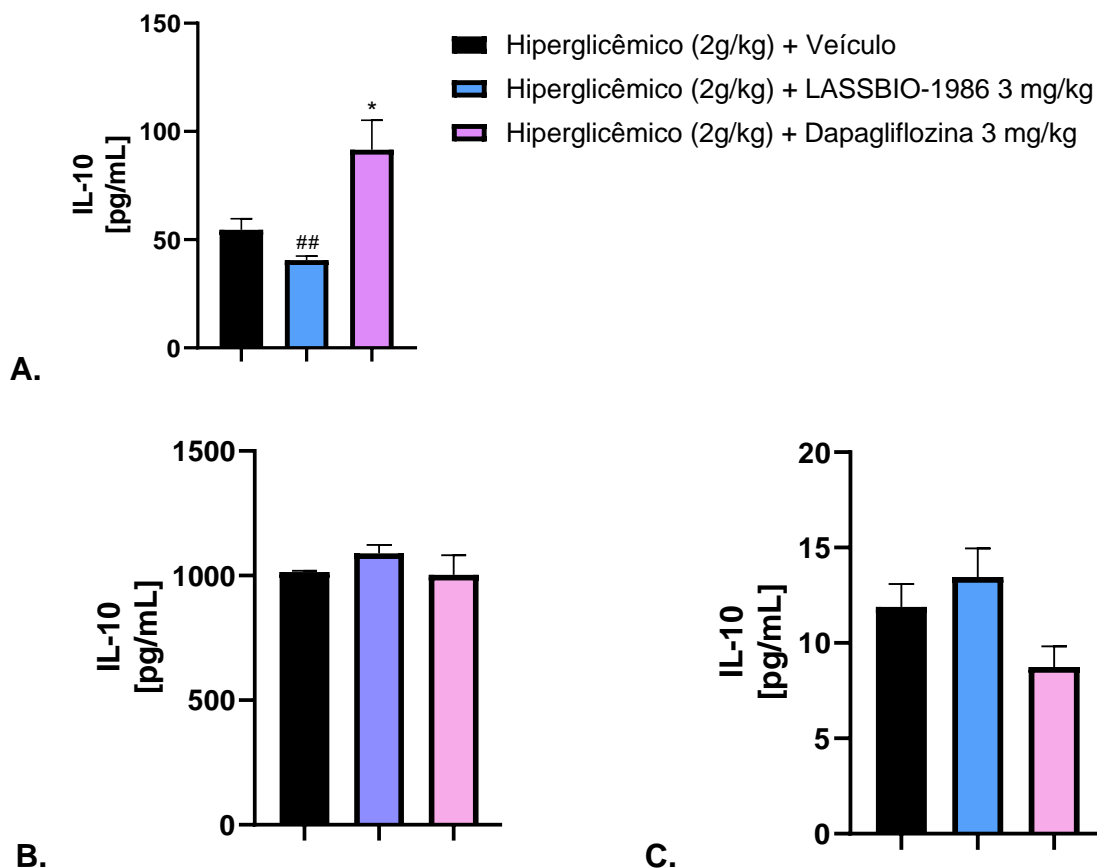 150
100
50
0
IL-10
[pg/mL]
##
*
Hiperglicêmico (2g/kg) + Veículo
Hiperglicêmico (2g/kg) + LASSBIO-1986 3 mg/kg
Hiperglicêmico (2g/kg) + Dapagliflozina 3 mg/kg
A.
1500
1000
500
0
IL-10
[pg/mL]
B.
20
15
10
5
0
IL-10
[pg/mL]
C.